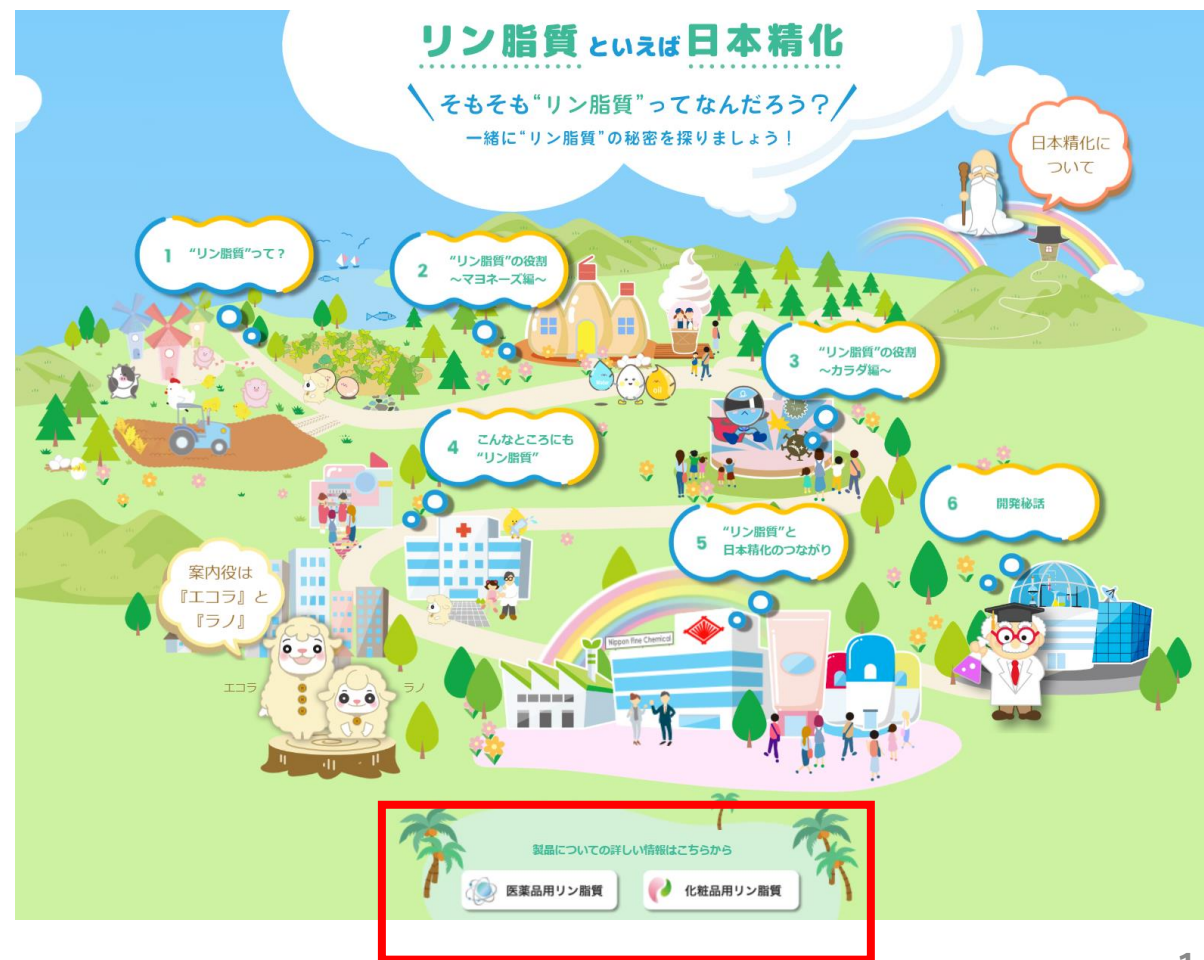 リン脂質といえば日本精化
そもそも“リン脂質”ってなんだろう？
一緒に“リン脂質”の秘密を探りましょう！
日本精化に
ついて
1 “リン脂質”って？
2 “リン脂質”の役割
～マヨネーズ編～
3 “リン脂質”の役割
～カラダ編～
4 こんなところにも
“リン脂質”
5 “リン脂質”と
日本精化のつながり
6 開発秘話
案内役は
『エコラ』と
『ラノ』
エコラ
ラノ
Nippon Fine Chemical
oil
製品についての詳しい情報はこちらから
医薬品用リン脂質
化粧品用リン脂質